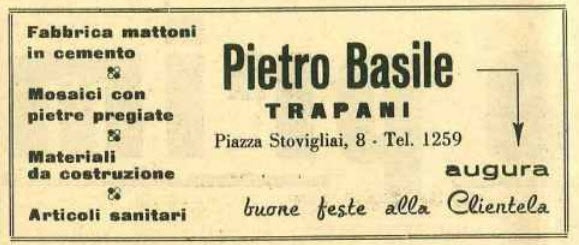 Fabbrica mattoni
in cemento
Mosaici con
pietre pregiate
Materiali
da costruzione
Articoli sanitari
Pietro Basile
TRAPANI
Piazza Stovigliai, 8 - Tel. 1259
augura
buone feste alla Clientela